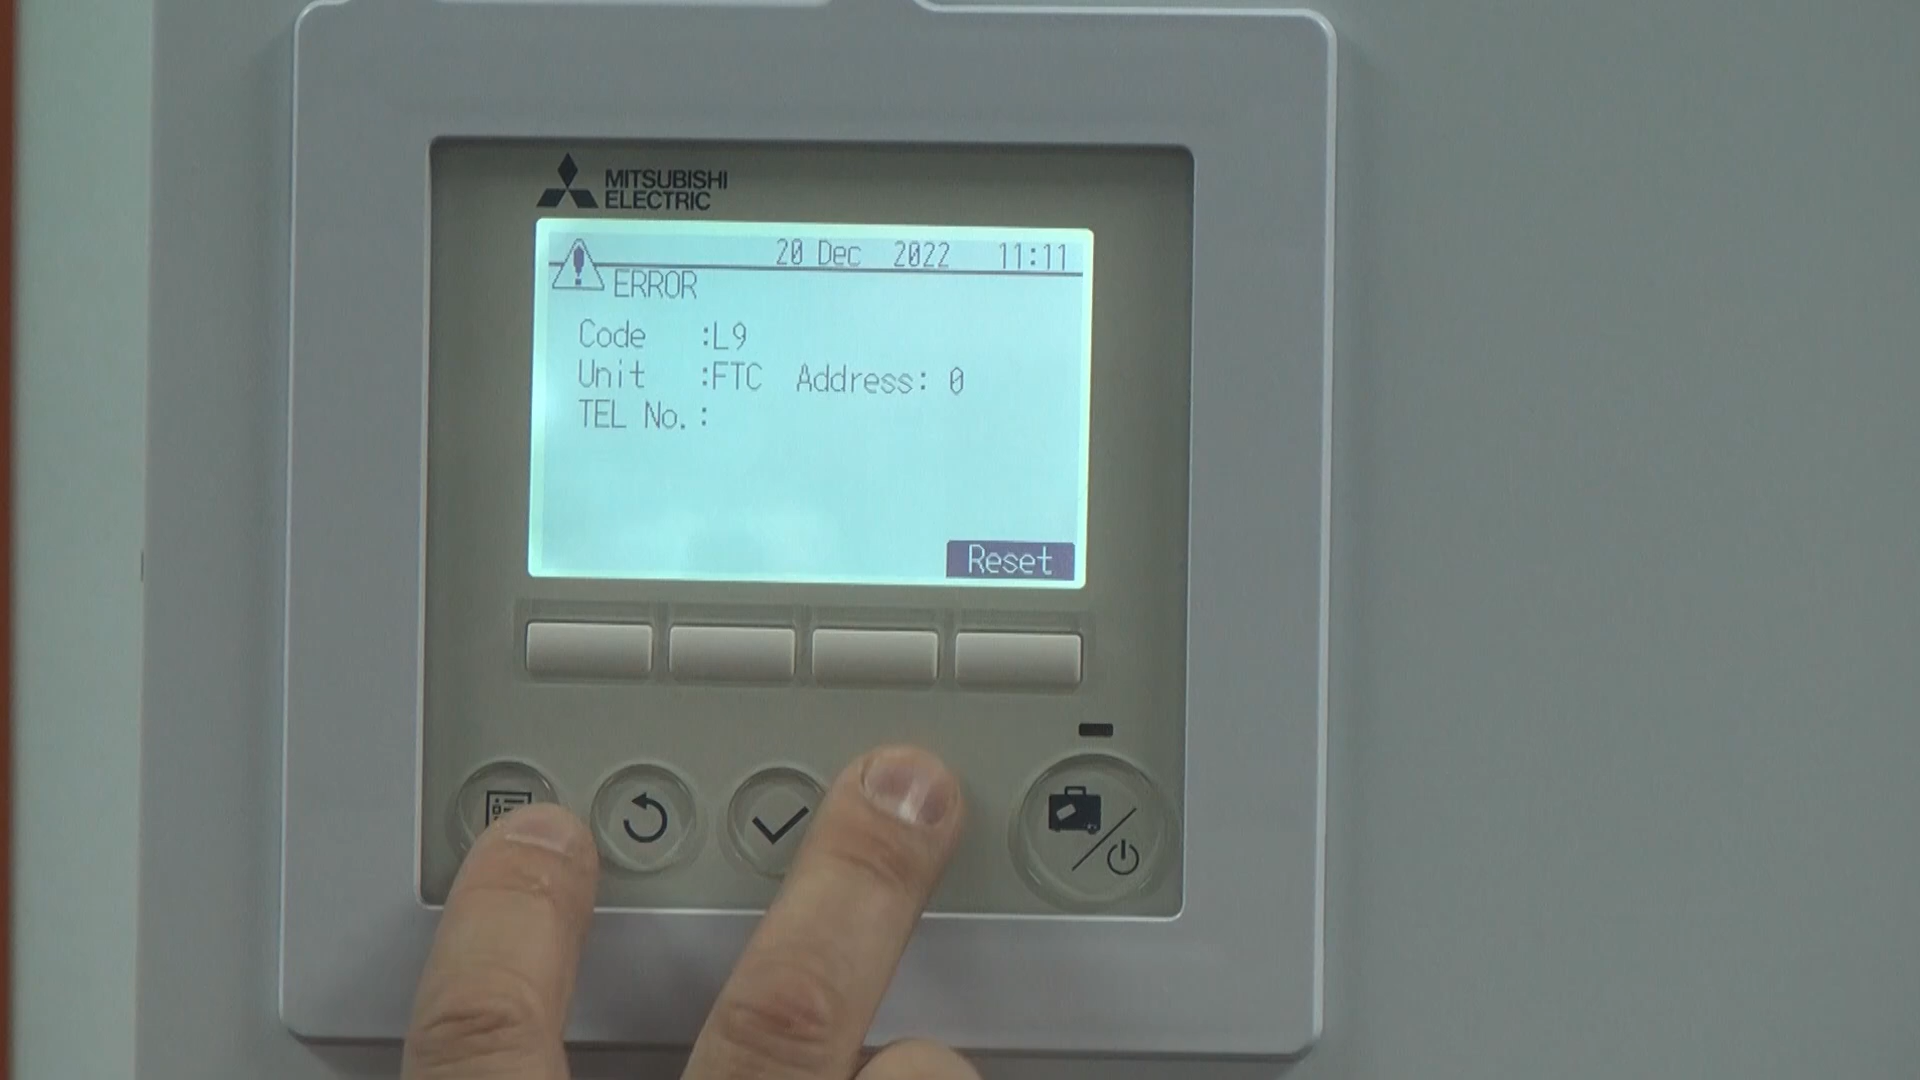 MITSUBISHI
ELECTRIC
20 Dec 2022 11:11
ERROR
Code :L9
Unit :FTC Address: 0
TEL No.:
Reset